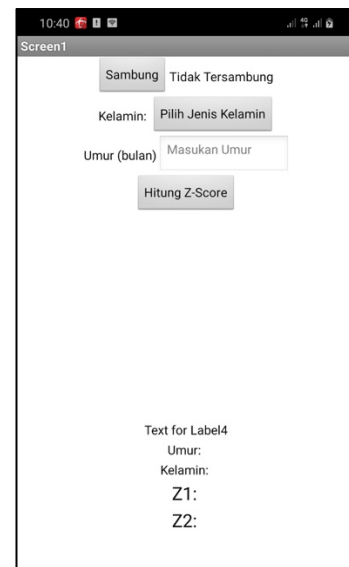 10:40
Screen1
Sambung Tidak Tersambung
Kelamin: Pilih Jenis Kelamin
Umur (bulan) Masukan Umur
Hitung Z-Score
Text for Label4
Umur:
Kelamin:
Z1:
Z2: